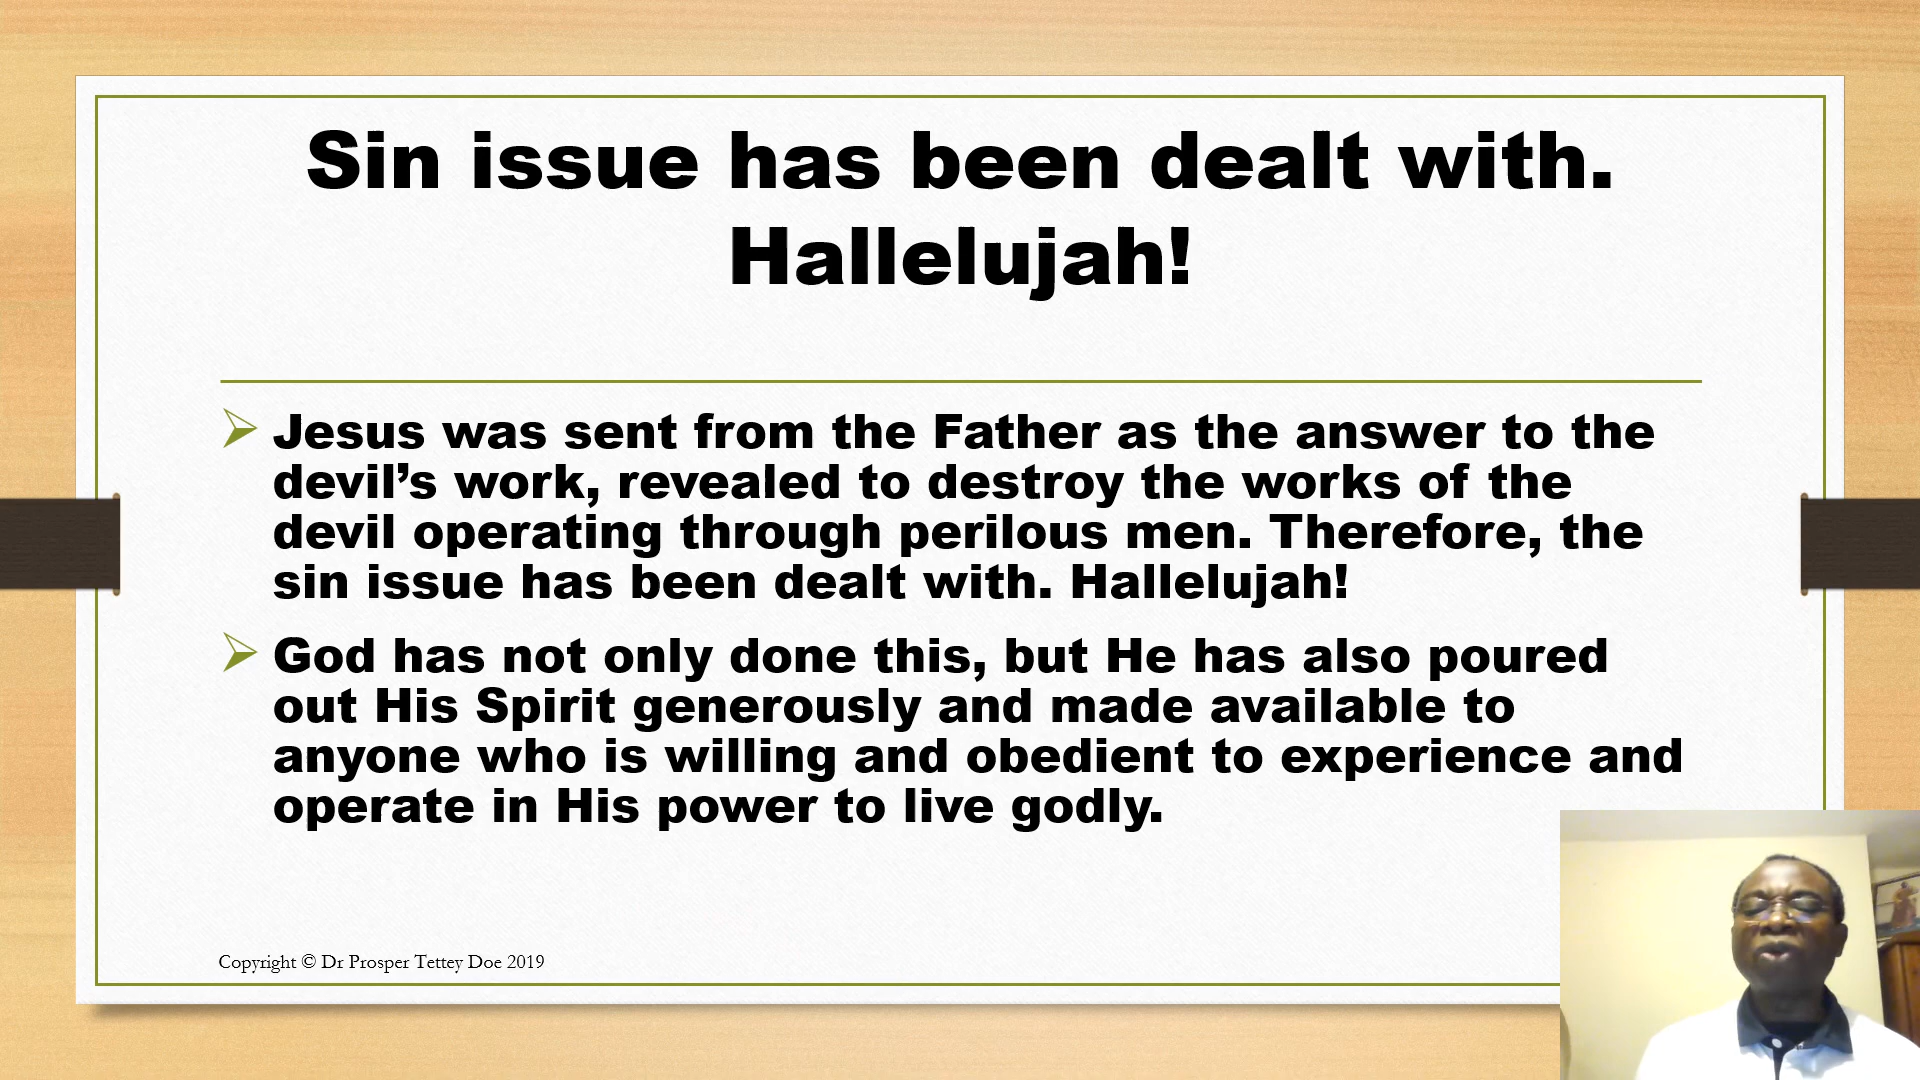 Sin issue has been dealt with.
Hallelujah!
Jesus was sent from the Father as the answer to the
devil’s work, revealed to destroy the works of the
devil operating through perilous men. Therefore, the
sin issue has been dealt with. Hallelujah!
God has not only done this, but He has also poured
out His Spirit generously and made available to
anyone who is willing and obedient to experience and
operate in His power to live godly.
Copyright © Dr Prosper Tettey Doe 2019